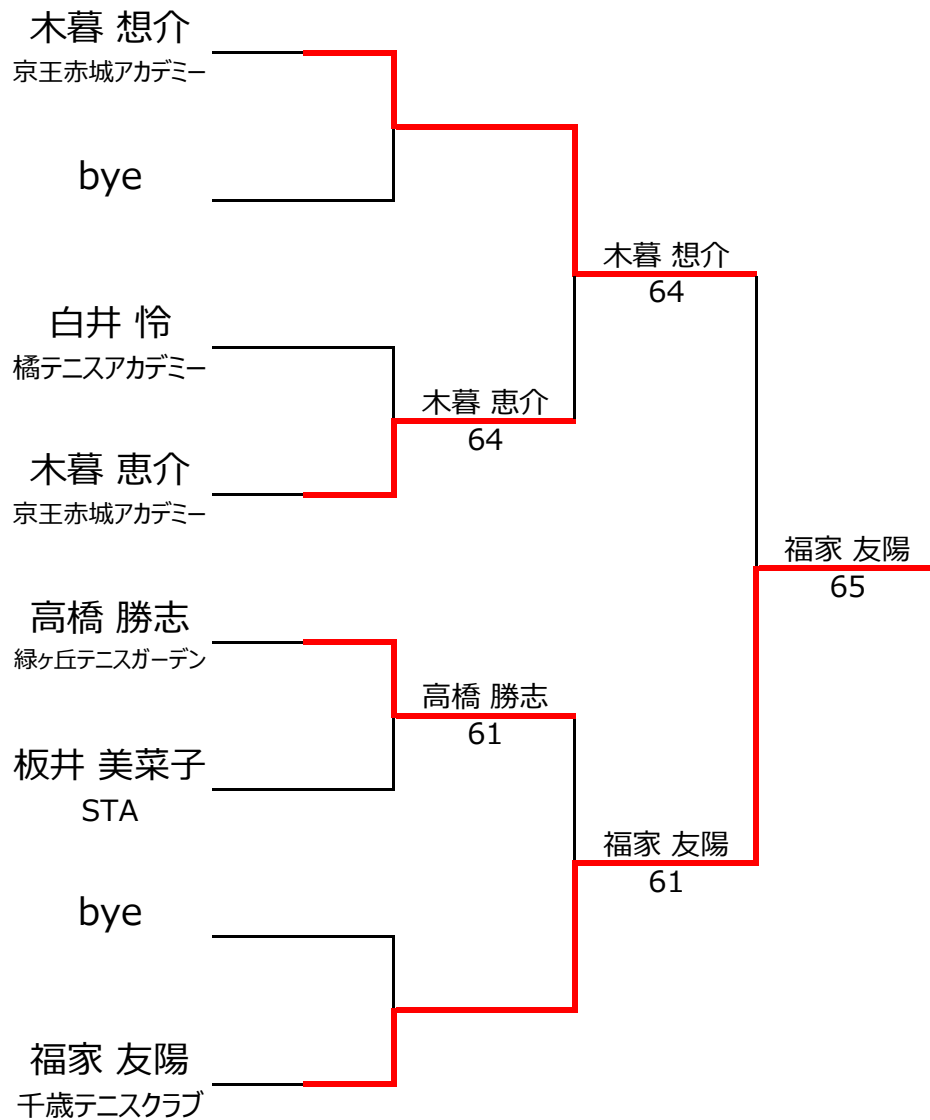 木暮 想介
京王赤城アカデミー
bye
白井 怜
橘テニスアカデミー
木暮 恵介
京王赤城アカデミー
高橋 勝志
緑ヶ丘テニスガーデン
板井 美菜子
STA
bye
福家 友陽
千歳テニスクラブ
木暮 恵介
64
高橋 勝志
61
木暮 想介
64
福家 友陽
61
福家 友陽
65